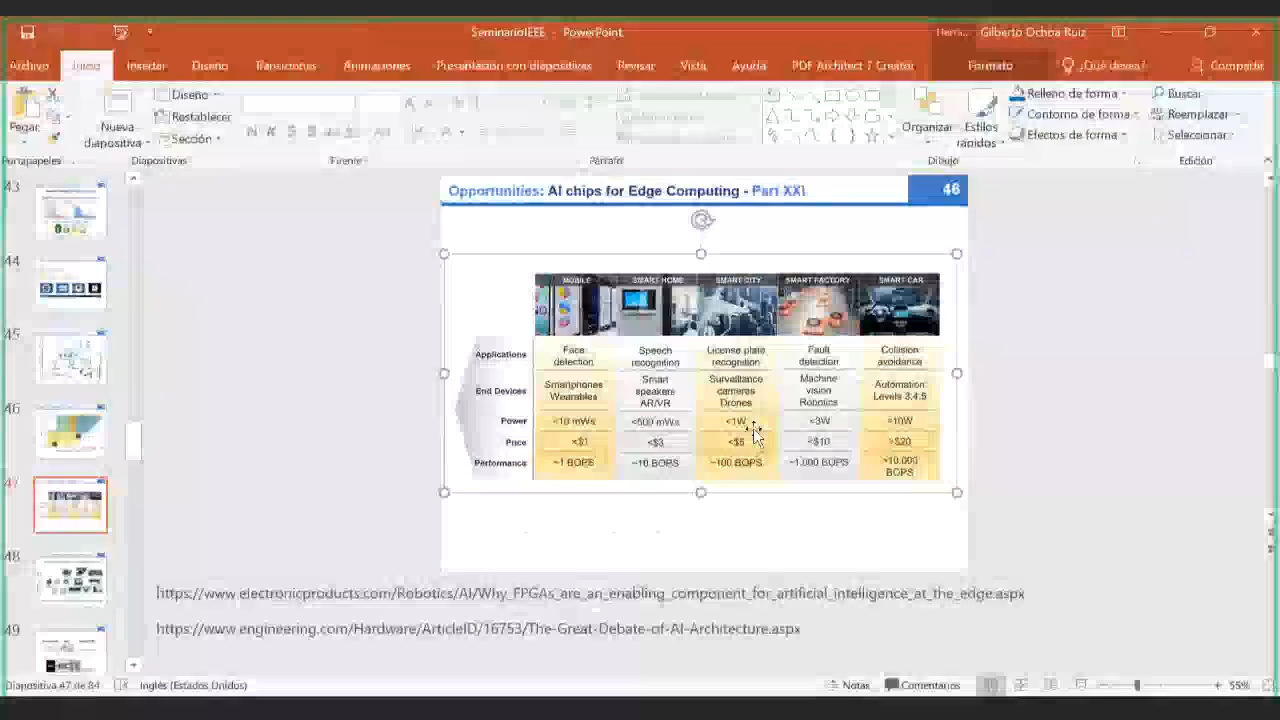 SeminarioIEEE - PowerPoint
Herra...
Gilberto Ochoa Ruiz
Archivo Inicio Insertar Diseño Transiciones Animaciones Presentación con diapositivas Revisar Vista Ayuda PDF Architect 7 Creator Formato ¿Qué desea? Compartir
Pegar
Nueva diapositiva
Diseño
Restablecer
Sección
N K S S
Organizar
Estilos rápidos
Relleno de forma
Contorno de forma
Efectos de forma
Buscar
Reemplazar
Seleccionar
Portapapeles Diapositivas Fuente Párrafo Dibujo Edición
43
44
45
46
47
48
49
Opportunities: AI chips for Edge Computing - Part XXI
46
MOBILE SMART HOME SMART CITY SMART FACTORY SMART CAR
Applications Face detection Speech recognition License plate recognition Fault detection Collision avoidance
End Devices Smartphones Wearables Smart speakers AR/VR Surveillance cameras Drones Machine vision Robotics Automation Levels 3,4,5
Power <10 mWs <500 mWs <1W <3W <10W
Price <$1 <$3 <$5 <$10 >$20
Performance ~1 BOPS ~10 BOPS ~100 BOPS ~1,000 BOPS >10,000 BOPS
https://www.electronicproducts.com/Robotics/AI/Why_FPGAs_are_an_enabling_component_for_artificial_intelligence_at_the_edge.aspx
https://www.engineering.com/Hardware/ArticleID/16753/The-Great-Debate-of-AI-Architecture.aspx
Diapositiva 47 de 84 Inglés (Estados Unidos) Notas Comentarios 55%